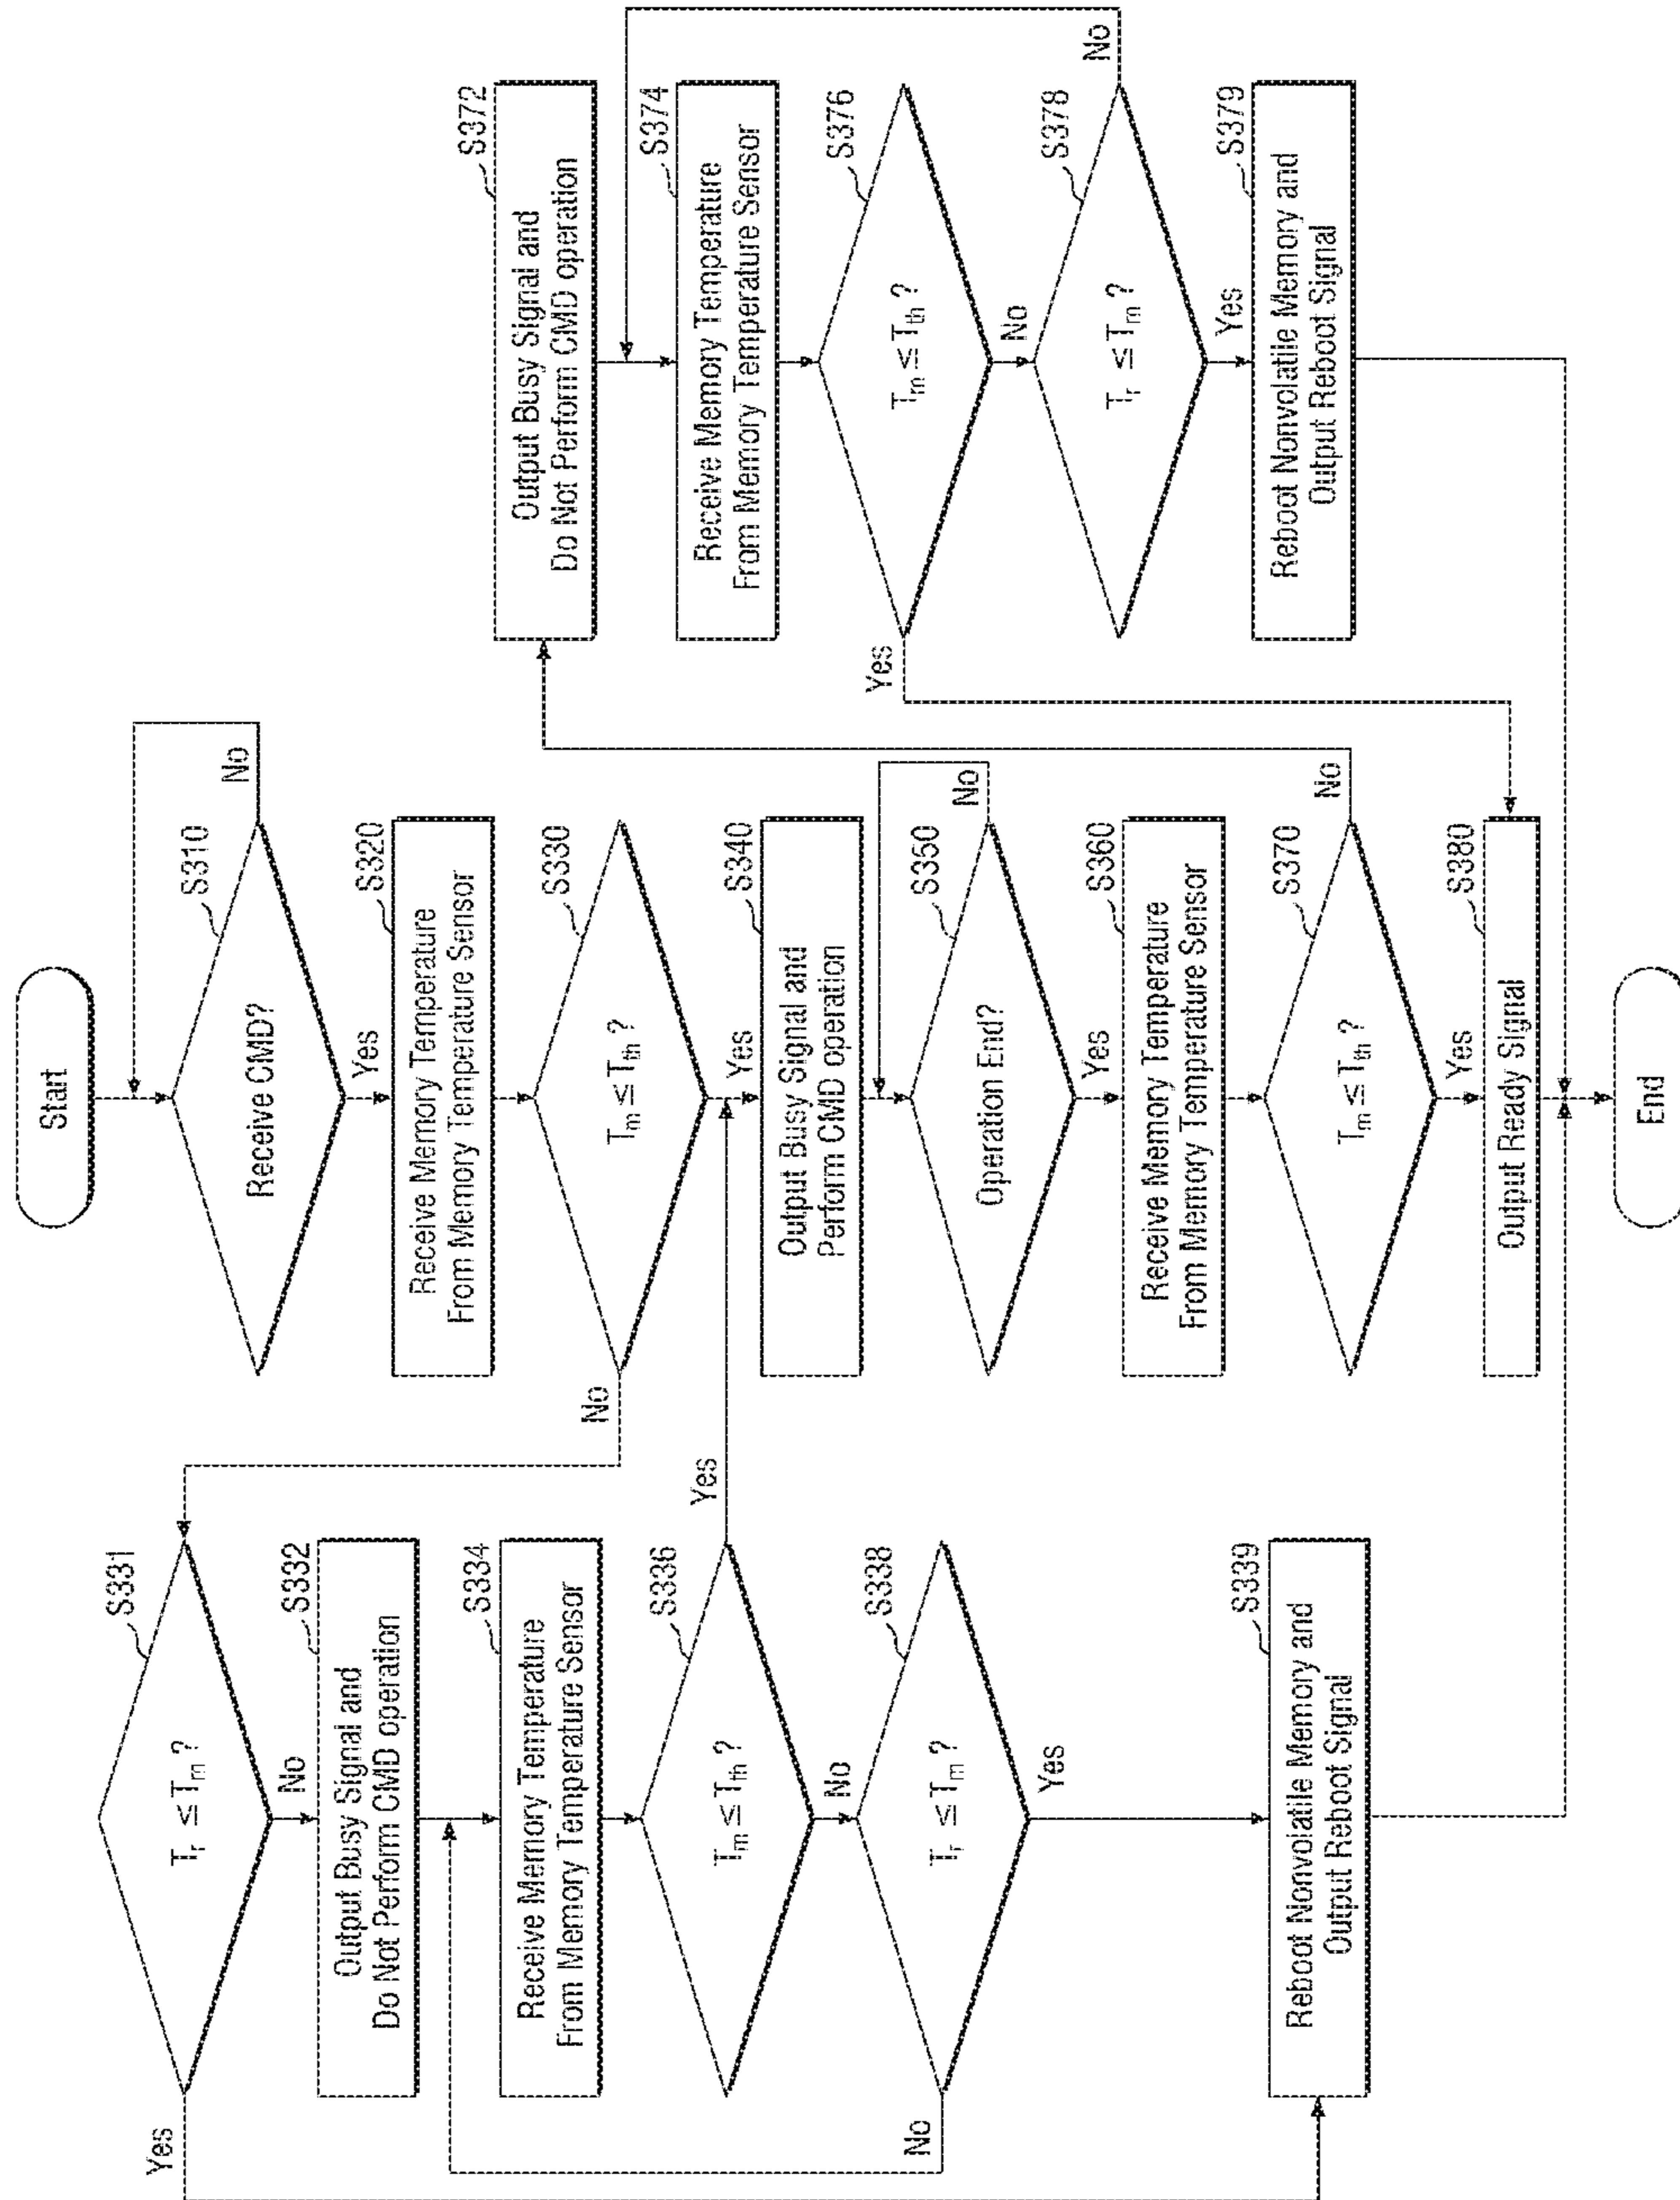 Start
Receive CMD?
S310
No
Yes
Receive Memory Temperature
From Memory Temperature Sensor
S320
Tm ≤ Tth ?
S330
No
Yes
Tr ≤ Tm ?
S331
Yes
No
Output Busy Signal and
Do Not Perform CMD operation
S332
Receive Memory Temperature
From Memory Temperature Sensor
S334
Tm ≤ Tth ?
S336
Yes
No
Tr ≤ Tm ?
S338
No
Yes
Reboot Nonvolatile Memory and
Output Reboot Signal
S339
Output Busy Signal and
Perform CMD operation
S340
Operation End?
S350
No
Yes
Receive Memory Temperature
From Memory Temperature Sensor
S360
Tm ≤ Tth ?
S370
No
Yes
Output Ready Signal
S380
Output Busy Signal and
Do Not Perform CMD operation
S372
Receive Memory Temperature
From Memory Temperature Sensor
S374
Tm ≤ Tth ?
S376
Yes
No
Tr ≤ Tm ?
S378
No
Yes
Reboot Nonvolatile Memory and
Output Reboot Signal
S379
End